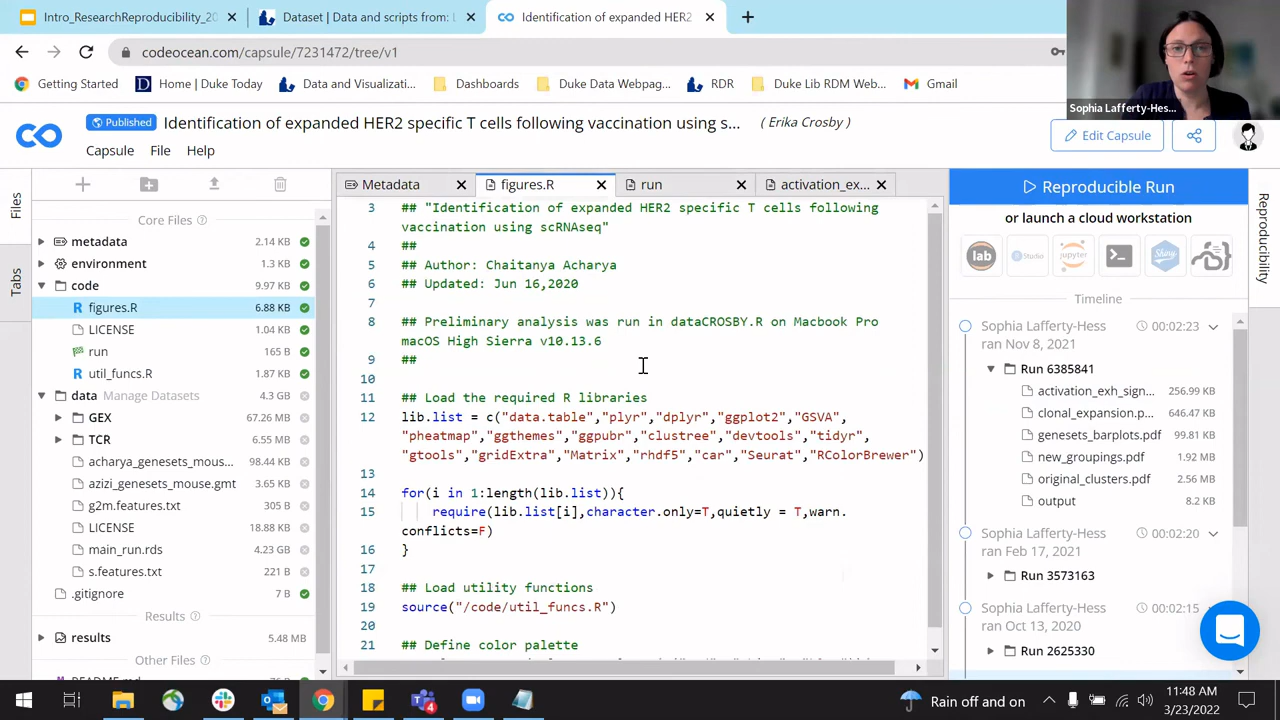 Intro_ResearchReproducibility_20
Dataset | Data and scripts from: L
Identification of expanded HER2
codeocean.com/capsule/7231472/tree/v1
Getting Started
Home | Duke Today
Data and Visualizati...
Dashboards
Duke Data Webpag...
RDR
Duke Lib RDM Web...
Gmail
Sophia Lafferty-Hes...
Published
Identification of expanded HER2 specific T cells following vaccination using s...
( Erika Crosby )
Edit Capsule
Capsule
File
Help
Files
Tabs
Core Files
metadata 2.14 KB
environment 1.3 KB
code 9.97 KB
figures.R 6.88 KB
LICENSE 1.04 KB
run 165 B
util_funcs.R 1.87 KB
data Manage Datasets 4.3 GB
GEX 67.26 MB
TCR 6.55 MB
acharya_genesets_mous... 98.44 KB
azizi_genesets_mouse.gmt 3.65 KB
g2m.features.txt 305 B
LICENSE 18.88 KB
main_run.rds 4.23 GB
s.features.txt 221 B
.gitignore 7 B
Results
results 5.48 MB
Other Files
README.md
Metadata
figures.R
run
activation_ex...
3 ## "Identification of expanded HER2 specific T cells following
vaccination using scRNAseq"
4 ##
5 ## Author: Chaitanya Acharya
6 ## Updated: Jun 16,2020
7
8 ## Preliminary analysis was run in dataCROSBY.R on Macbook Pro
macOS High Sierra v10.13.6
9 ##
10
11 ## Load the required R libraries
12 lib.list = c("data.table","plyr","dplyr","ggplot2","GSVA",
"pheatmap","ggthemes","ggpubr","clustree","devtools","tidyr",
"gtools","gridExtra","Matrix","rhdf5","car","Seurat","RColorBrewer")
13
14 for(i in 1:length(lib.list)){
15 require(lib.list[i],character.only=T,quietly = T,warn.
conflicts=F)
16 }
17
18 ## Load utility functions
19 source("/code/util_funcs.R")
20
21 ## Define color palette
Reproducible Run
or launch a cloud workstation
lab
Studio
jupyter
Shiny
Timeline
Sophia Lafferty-Hess 00:02:23
ran Nov 8, 2021
Run 6385841
activation_exh_sign... 256.99 KB
clonal_expansion.p... 646.47 KB
genesets_barplots.pdf 99.81 KB
new_groupings.pdf 1.92 MB
original_clusters.pdf 2.56 MB
output 8.2 KB
Sophia Lafferty-Hess 00:02:20
ran Feb 17, 2021
Run 3573163
Sophia Lafferty-Hess 00:02:15
ran Oct 13, 2020
Run 2625330
Reproducibility
4
Rain off and on
11:48 AM
3/23/2022